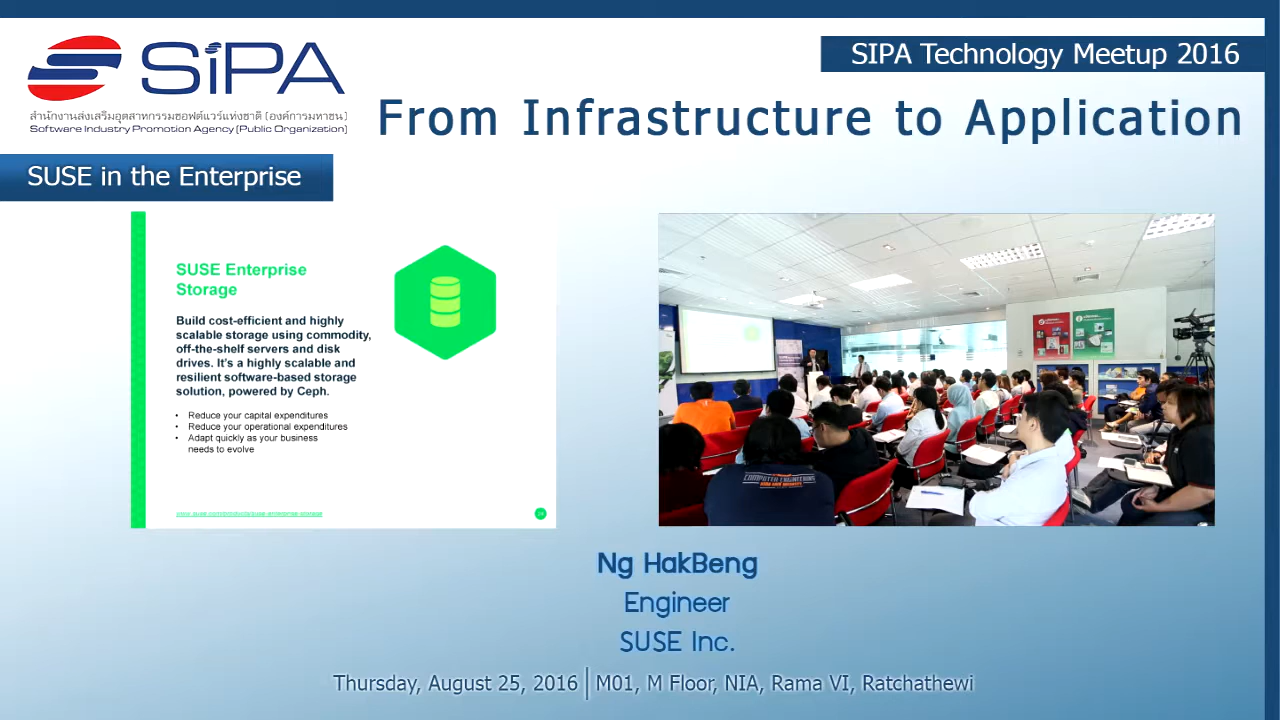 SIPA
สำนักงานส่งเสริมอุตสาหกรรมซอฟต์แวร์แห่งชาติ (องค์การมหาชน)
Software Industry Promotion Agency (Public Organization)
SIPA Technology Meetup 2016
From Infrastructure to Application
SUSE in the Enterprise
SUSE Enterprise
Storage
Build cost-efficient and highly
scalable storage using commodity,
off-the-shelf servers and disk
drives. It's a highly scalable and
resilient software-based storage
solution, powered by Ceph.
• Reduce your capital expenditures
• Reduce your operational expenditures
• Adapt quickly as your business
needs to evolve
COMPUTER ENGINEERING
Ng HakBeng
Engineer
SUSE Inc.
Thursday, August 25, 2016 | M01, M Floor, NIA, Rama VI, Ratchathewi